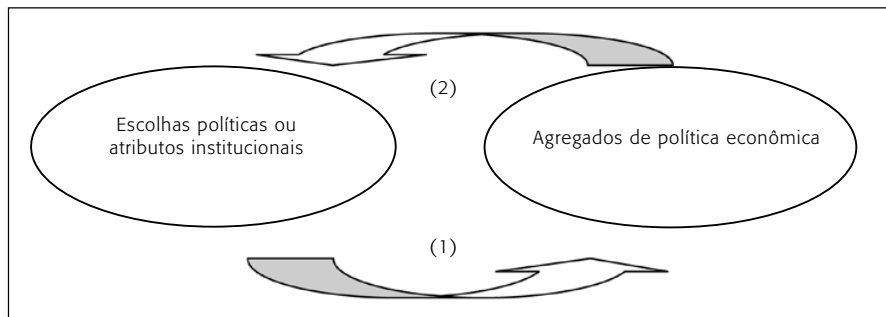 (2)
Escolhas políticas ou
atributos institucionais
Agregados de política econômica
(1)